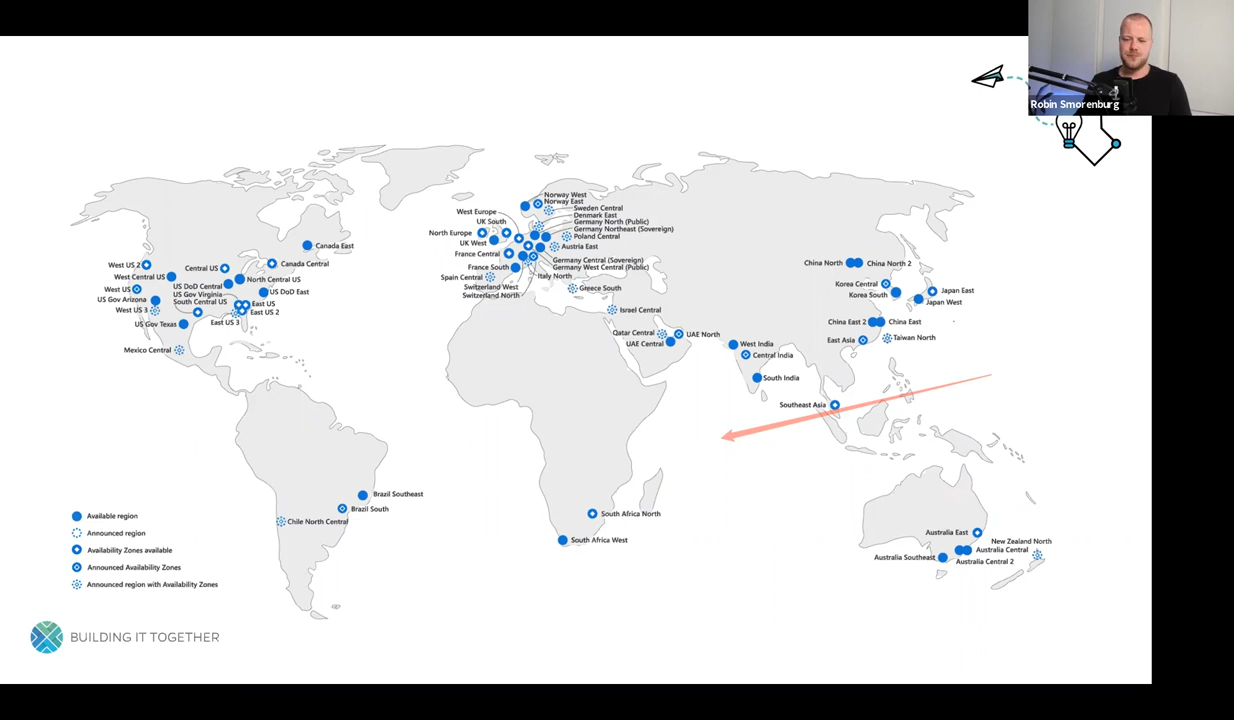 Robin Smorenburg
Norway West
Norway East
Sweden Central
Denmark East
Germany North (Public)
Germany Northeast (Sovereign)
Poland Central
Austria East
Germany Central (Sovereign)
Germany West Central (Public)
Italy North
Greece South
West Europe
UK South
North Europe
UK West
France Central
France South
Spain Central
Switzerland West
Switzerland North
Canada East
Canada Central
West US 2
Central US
West Central US
North Central US
US DoD Central
US DoD East
West US
US Gov Virginia
US Gov Arizona
South Central US
East US
West US 3
East US 2
East US 3
US Gov Texas
Mexico Central
Israel Central
Qatar Central
UAE North
UAE Central
West India
Central India
South India
China North
China North 2
Korea Central
Korea South
Japan East
Japan West
China East 2
China East
East Asia
Taiwan North
Southeast Asia
Brazil Southeast
Brazil South
Chile North Central
South Africa North
South Africa West
Australia East
New Zealand North
Australia Central
Australia Southeast
Australia Central 2
Available region
Announced region
Availability Zones available
Announced Availability Zones
Announced region with Availability Zones
BUILDING IT TOGETHER